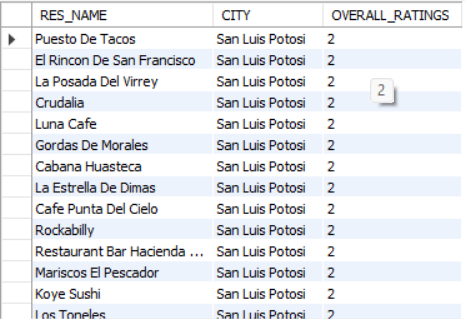 RES_NAME CITY OVERALL_RATINGS
Puesto De Tacos San Luis Potosi 2
El Rincon De San Francisco San Luis Potosi 2
La Posada Del Virrey San Luis Potosi 2
2
Crudalia San Luis Potosi 2
Luna Cafe San Luis Potosi 2
Gordas De Morales San Luis Potosi 2
Cabana Huasteca San Luis Potosi 2
La Estrella De Dimas San Luis Potosi 2
Cafe Punta Del Cielo San Luis Potosi 2
Rockabilly San Luis Potosi 2
Restaurant Bar Hacienda ... San Luis Potosi 2
Mariscos El Pescador San Luis Potosi 2
Koye Sushi San Luis Potosi 2
Los Toneles San Luis Potosi 2